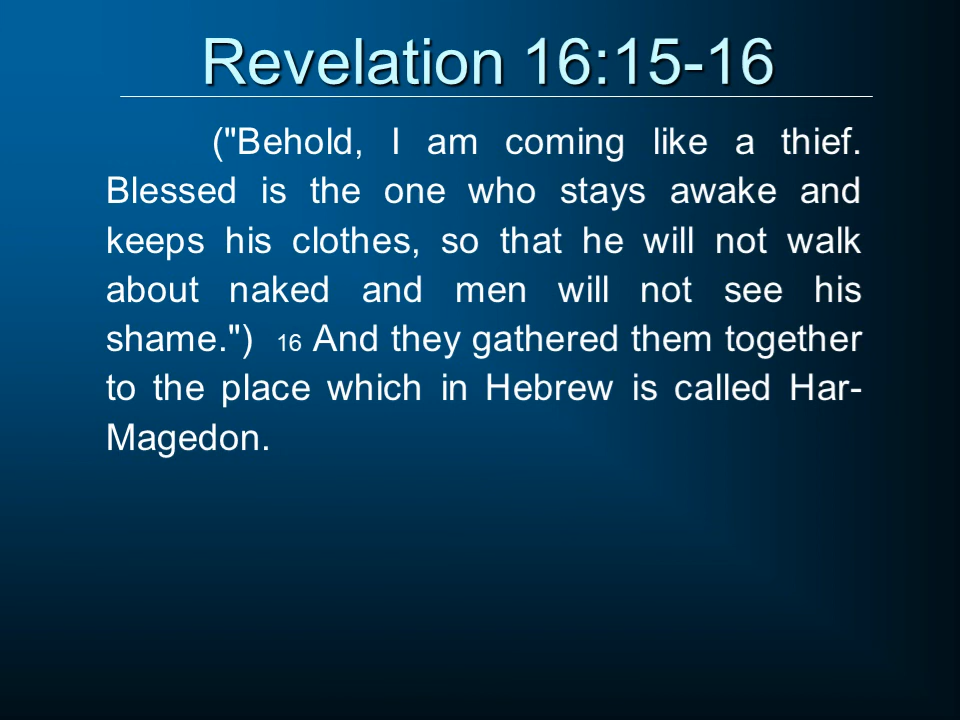 Revelation 16:15-16
("Behold, I am coming like a thief.
Blessed is the one who stays awake and
keeps his clothes, so that he will not walk
about naked and men will not see his
shame.") 16 And they gathered them together
to the place which in Hebrew is called Har-
Magedon.